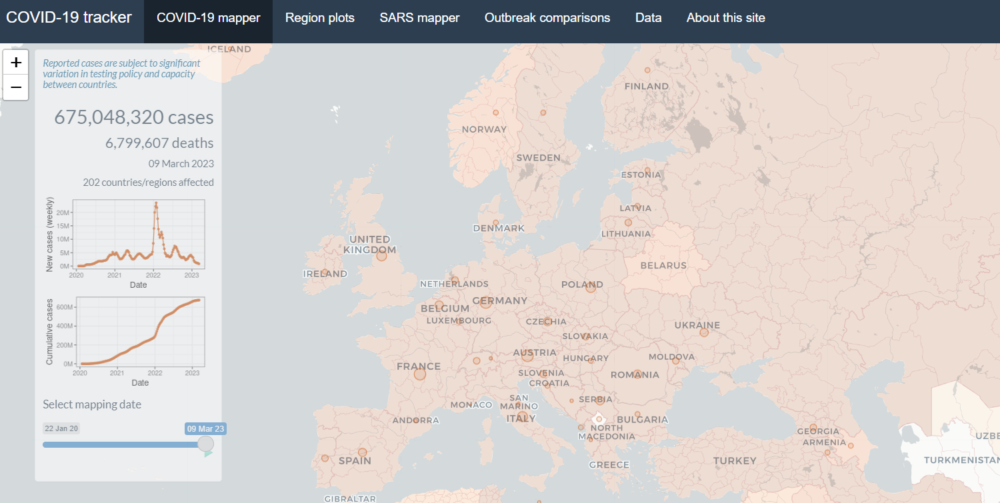 COVID-19 tracker
COVID-19 mapper
Region plots
SARS mapper
Outbreak comparisons
Data
About this site
+
−
Reported cases are subject to significant
variation in testing policy and capacity
between countries.
675,048,320 cases
6,799,607 deaths
09 March 2023
202 countries/regions affected
New cases (weekly)
20M
15M
10M
5M
0M
2020 2021 2022 2023
Date
Cumulative cases
600M
400M
200M
0M
2020 2021 2022 2023
Date
Select mapping date
22 Jan 20
09 Mar 23
ICELAND
FINLAND
NORWAY
SWEDEN
ESTONIA
LATVIA
DENMARK
LITHUANIA
UNITED
KINGDOM
BELARUS
IRELAND
NETHERLANDS
POLAND
GERMANY
BELGIUM
LUXEMBOURG
CZECHIA
UKRAINE
SLOVAKIA
AUSTRIA
HUNGARY
MOLDOVA
FRANCE
SLOVENIA
ROMANIA
CROATIA
SAN
MARINO
MONACO
SERBIA
ITALY
ANDORRA
BULGARIA
NORTH
MACEDONIA
GEORGIA
ARMENIA
UZBE
SPAIN
GREECE
TURKEY
TURKMENISTAN
GIBRALTAR